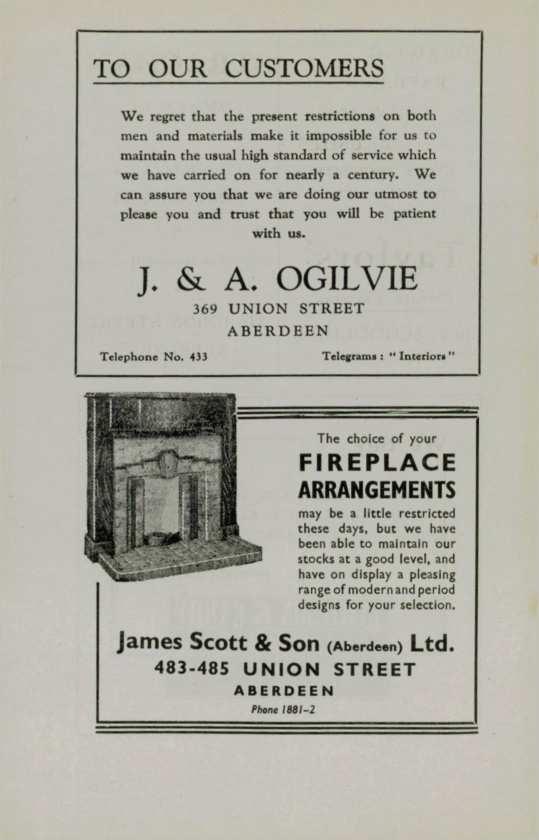 TO OUR CUSTOMERS
We regret that the present restrictions on both
men and materials make it impossible for us to
maintain the usual high standard of service which
we have carried on for nearly a century. We
can assure you that we are doing our utmost to
please you and trust that you will be patient
with us.
J. & A. OGILVIE
369 UNION STREET
ABERDEEN
Telephone No. 433 Telegrams : "Interiors"
The choice of your
FIREPLACE
ARRANGEMENTS
may be a little restricted
these days, but we have
been able to maintain our
stocks at a good level, and
have on display a pleasing
range of modern and period
designs for your selection.
James Scott & Son (Aberdeen) Ltd.
483-485 UNION STREET
ABERDEEN
Phone 1881-2